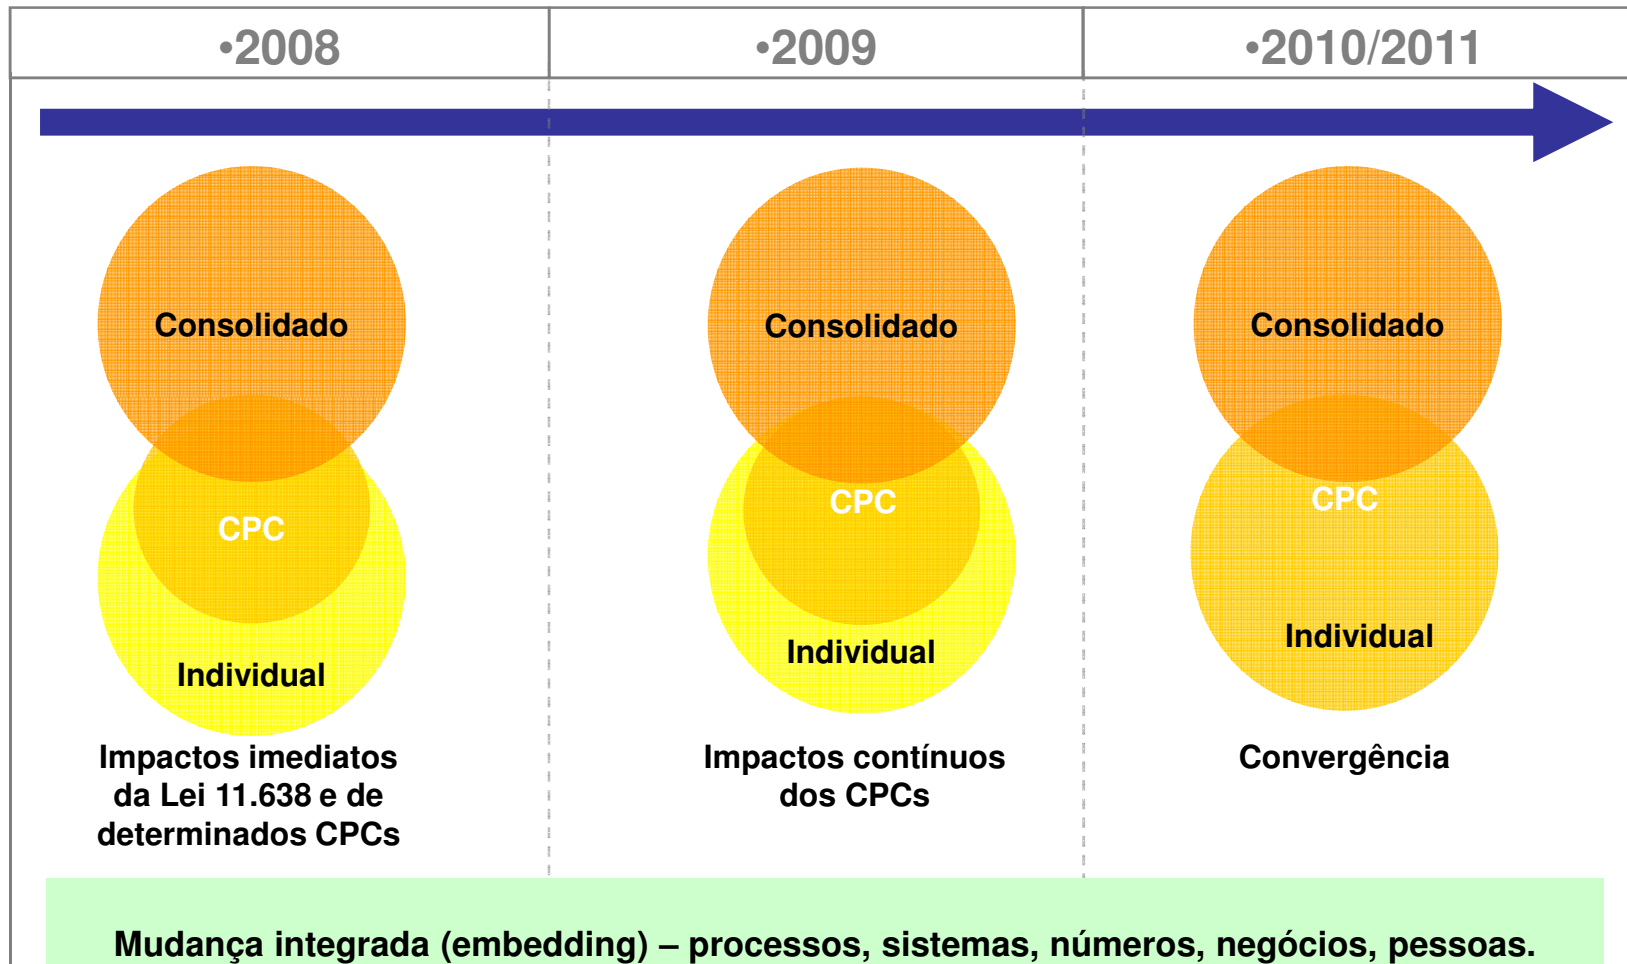 •2008
•2009
•2010/2011
Consolidado
CPC
Individual
Impactos imediatos
da Lei 11.638 e de
determinados CPCs
Consolidado
CPC
Individual
Impactos contínuos
dos CPCs
Consolidado
CPC
Individual
Convergência
Mudança integrada (embedding) – processos, sistemas, números, negócios, pessoas.